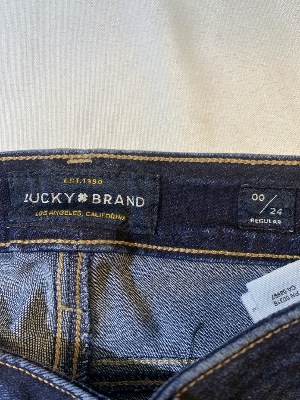 EST. 1990
LUCKY BRAND
LOS ANGELES, CALIFORNIA
00/24
REGULAR